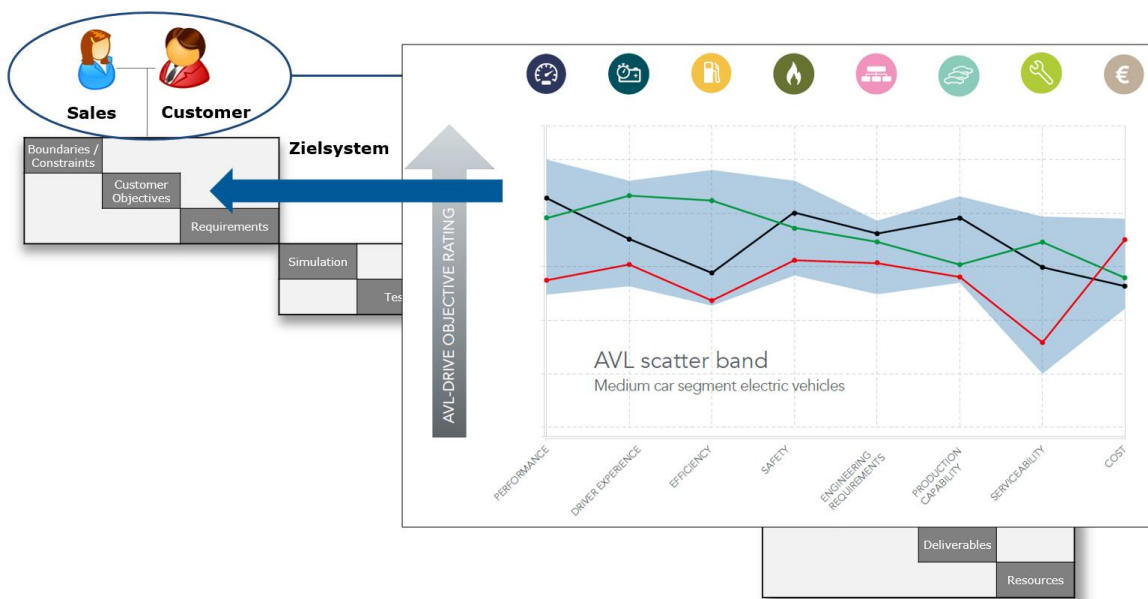 Sales
Customer
Boundaries /
Constraints
Zielsystem
Customer
Objectives
Requirements
Simulation
AVL-DRIVE OBJECTIVE RATING
€
AVL scatter band
Medium car segment electric vehicles
PERFORMANCE
DRIVER EXPERIENCE
EFFICIENCY
SAFETY
ENGINEERING
REQUIREMENTS
PRODUCTION
CAPABILITY
SERVICEABILITY
COST
Deliverables
Resources